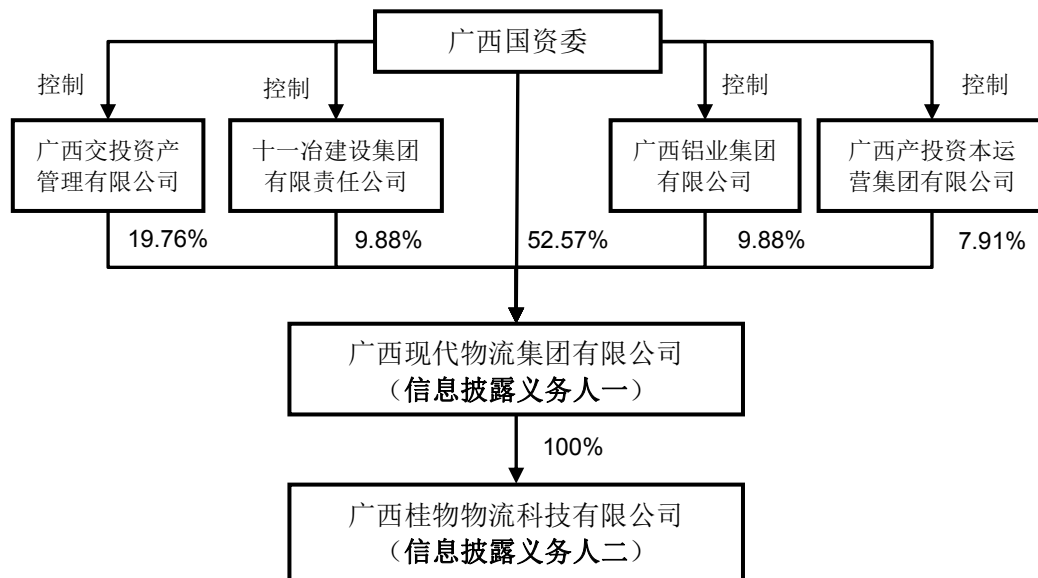 广西国资委
控制
控制
控制
控制
广西交投资产
管理有限公司
十一冶建设集团
有限责任公司
广西铝业集团
有限公司
广西产投资本运
营集团有限公司
19.76%
9.88%
52.57%
9.88%
7.91%
广西现代物流集团有限公司
（信息披露义务人一）
100%
广西桂物物流科技有限公司
（信息披露义务人二）